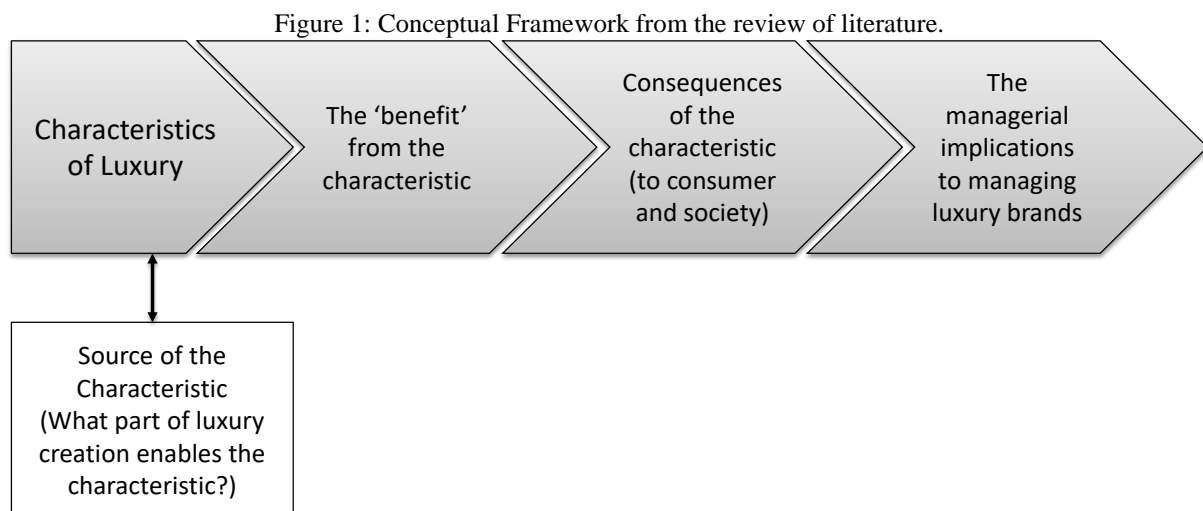 Figure 1: Conceptual Framework from the review of literature.
Characteristics
of Luxury
The ‘benefit’
from the
characteristic
Consequences
of the
characteristic
(to consumer
and society)
The
managerial
implications
to managing
luxury brands
Source of the
Characteristic
(What part of luxury
creation enables the
characteristic?)